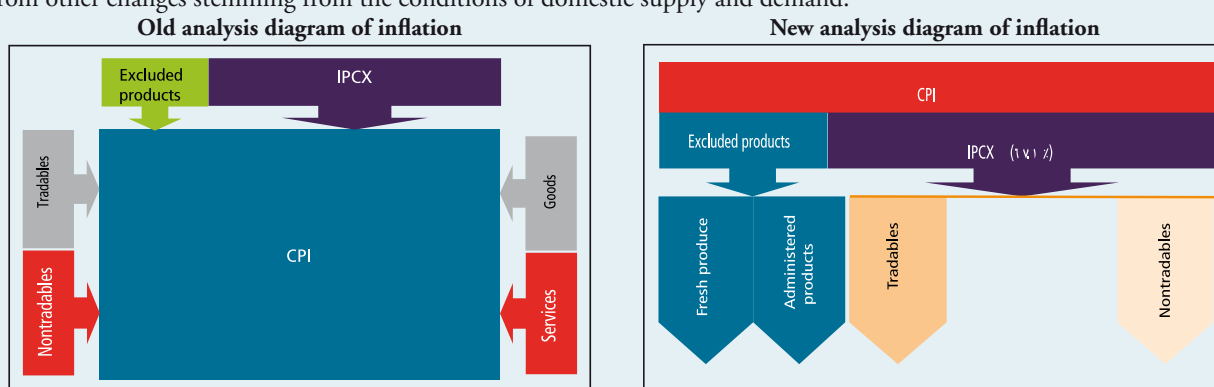 from other changes stemming from the conditions of domestic supply and demand.
Old analysis diagram of inflation
Excluded
products
IPCX
Tradables
Nontradables
CPI
Goods
Services
New analysis diagram of inflation
CPI
Excluded products
IPCX
Fresh produce
Administered
products
Tradables
Nontradables